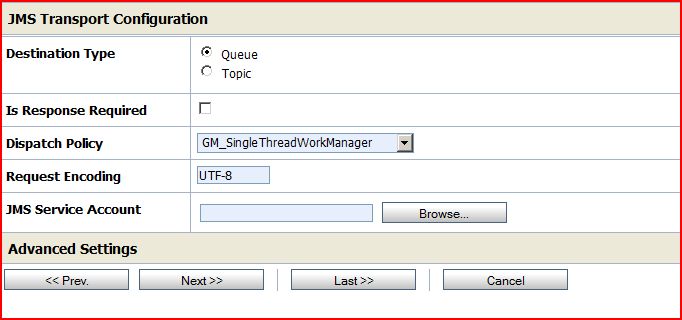 JMS Transport Configuration
Destination Type
Queue
Topic
Is Response Required
Dispatch Policy
GM_SingleThreadWorkManager
Request Encoding
UTF-8
JMS Service Account
Browse...
Advanced Settings
<< Prev. Next >> Last >> Cancel